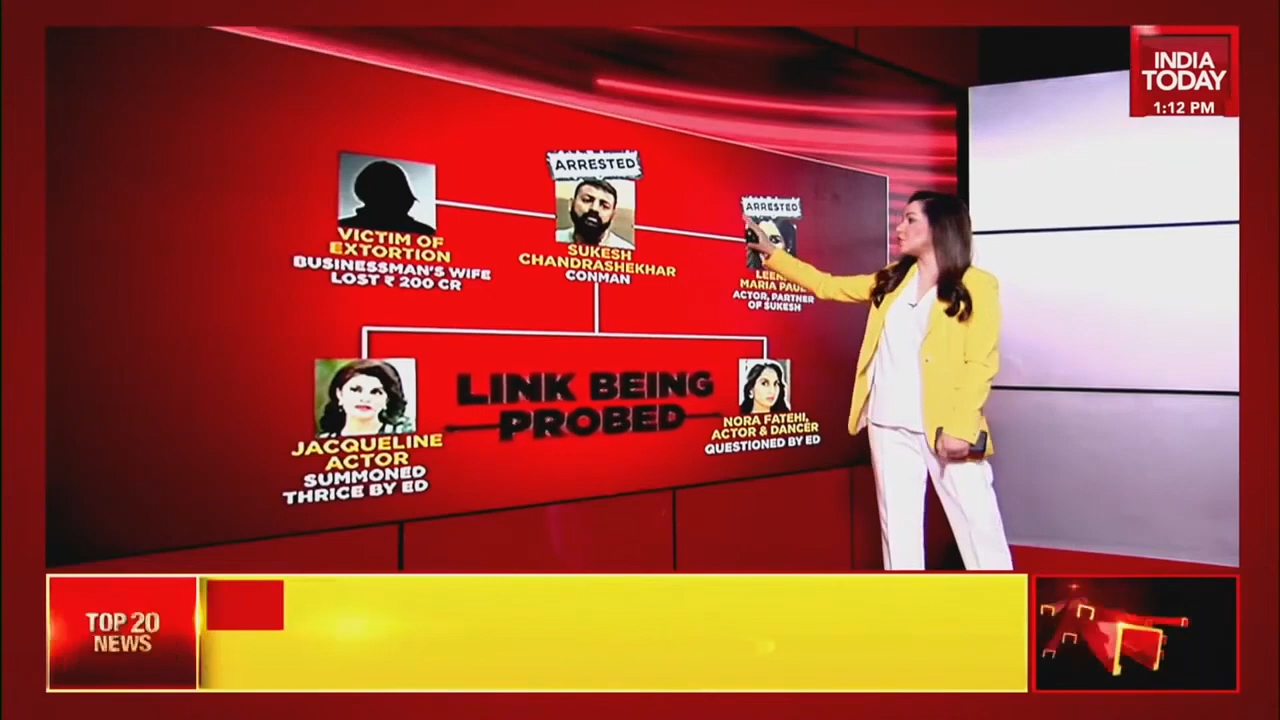 INDIA
TODAY
1:12 PM
ARRESTED
ARRESTED
VICTIM OF
EXTORTION
BUSINESSMAN'S WIFE
LOST ₹ 200 CR
SUKESH
CHANDRASHEKHAR
CONMAN
MARIA PAUL
ACTOR, PARTNER
OF SUKESH
LINK BEING
PROBED
JACQUELINE
ACTOR
SUMMONED
THRICE BY ED
NORA FATEHI,
ACTOR & DANCER
QUESTIONED BY ED
TOP 20
NEWS